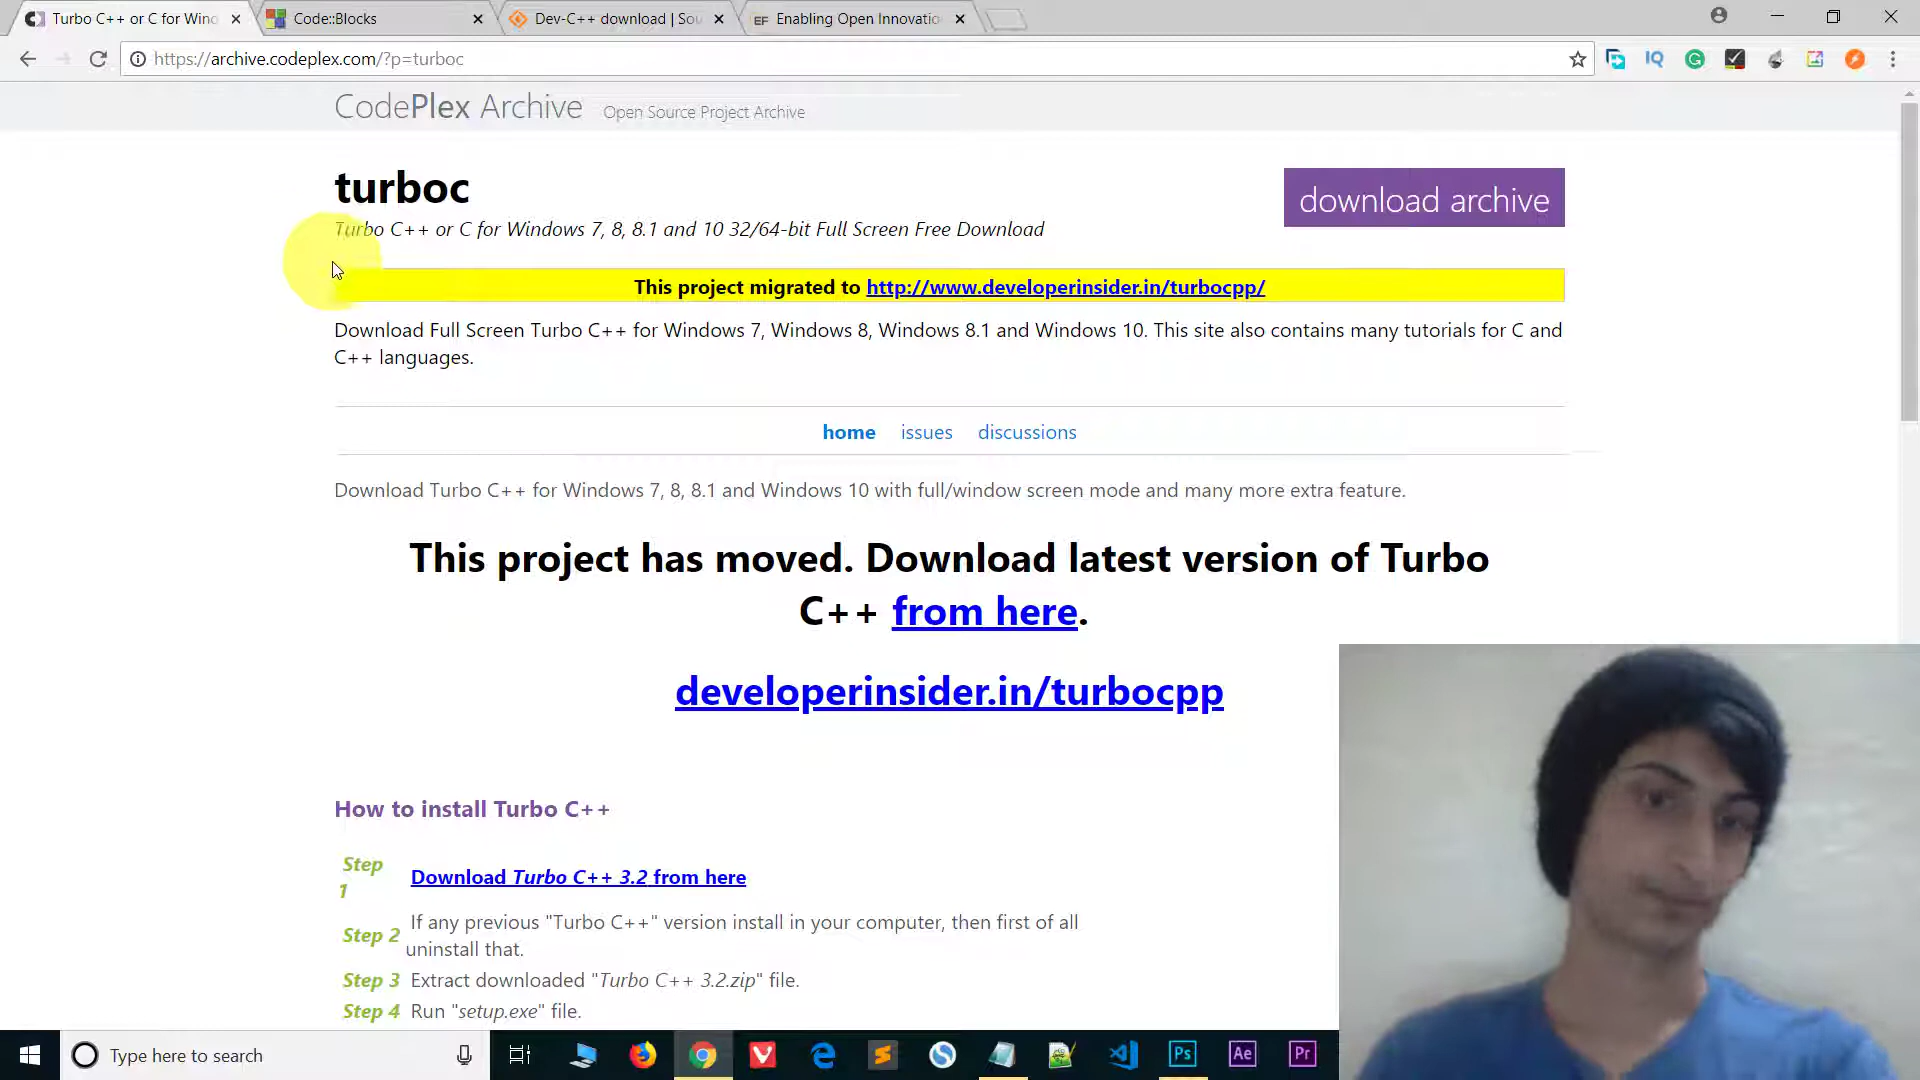 Turbo C++ or C for Wind
Code::Blocks
Dev-C++ download | Sou
EF Enabling Open Innovatio
https://archive.codeplex.com/?p=turboc
IQ
CodePlex Archive Open Source Project Archive
turboc
download archive
Turbo C++ or C for Windows 7, 8, 8.1 and 10 32/64-bit Full Screen Free Download
This project migrated to http://www.developerinsider.in/turbocpp/
Download Full Screen Turbo C++ for Windows 7, Windows 8, Windows 8.1 and Windows 10. This site also contains many tutorials for C and
C++ languages.
home issues discussions
Download Turbo C++ for Windows 7, 8, 8.1 and Windows 10 with full/window screen mode and many more extra feature.
This project has moved. Download latest version of Turbo
C++ from here.
developerinsider.in/turbocpp
How to install Turbo C++
Step
1
Download Turbo C++ 3.2 from here
Step 2
If any previous "Turbo C++" version install in your computer, then first of all
uninstall that.
Step 3 Extract downloaded "Turbo C++ 3.2.zip" file.
Step 4 Run "setup.exe" file.
Type here to search
Ps
Ae
Pr